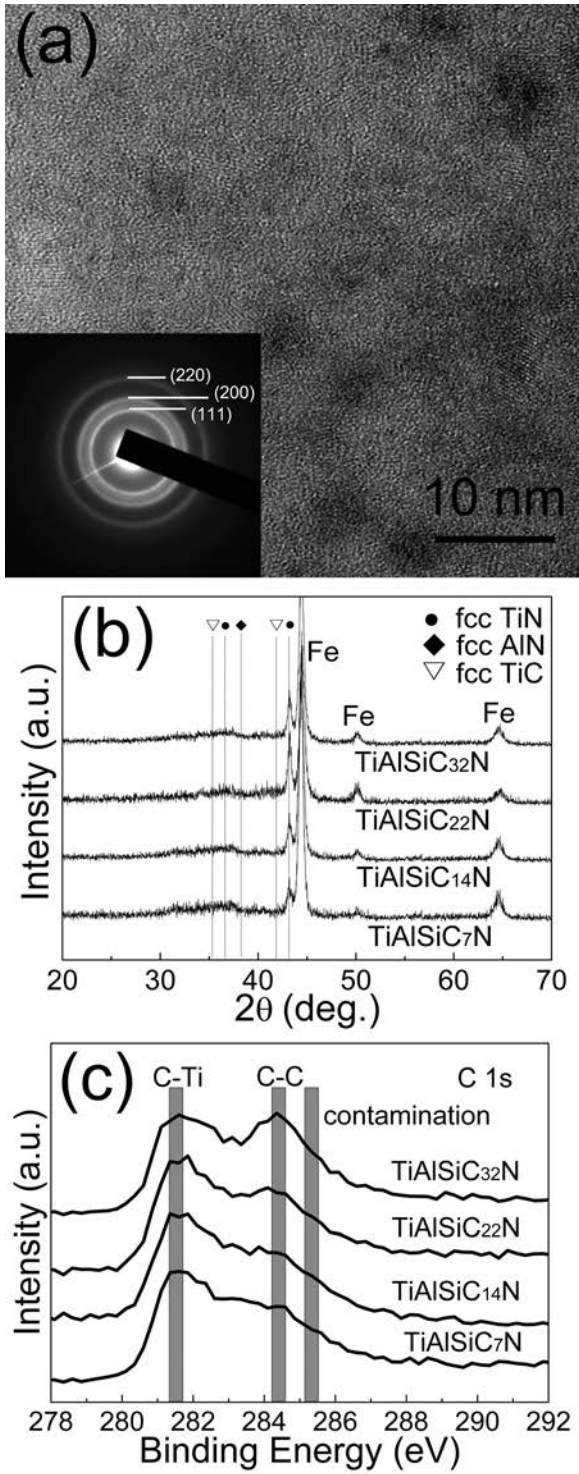 (a)
(220)
(200)
(111)
10 nm
(b)
● fcc TiN
◆ fcc AlN
▽ fcc TiC
Fe
Fe
Fe
TiAlSiC32N
TiAlSiC22N
TiAlSiC14N
TiAlSiC7N
Intensity (a.u.)
20 30 40 50 60 70
2θ (deg.)
(c)
C-Ti
C-C
C 1s
contamination
TiAlSiC32N
TiAlSiC22N
TiAlSiC14N
TiAlSiC7N
Intensity (a.u.)
278 280 282 284 286 288 290 292
Binding Energy (eV)